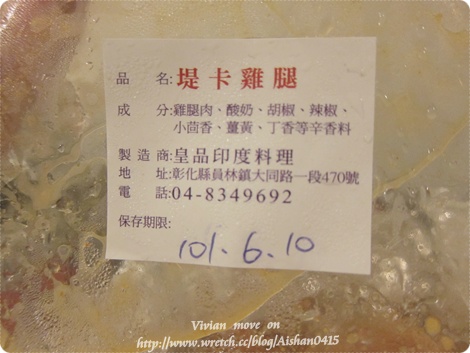 品 名:堤卡雞腿
成 分:雞腿肉、酸奶、胡椒、辣椒、
小茴香、薑黃、丁香等辛香料
製造商:皇品印度料理
地 址:彰化縣員林鎮大同路一段470號
電 話:04-8349692
保存期限:
101.6.10
Vivian move on
http://www.wretch.cc/blog/Aishan0415